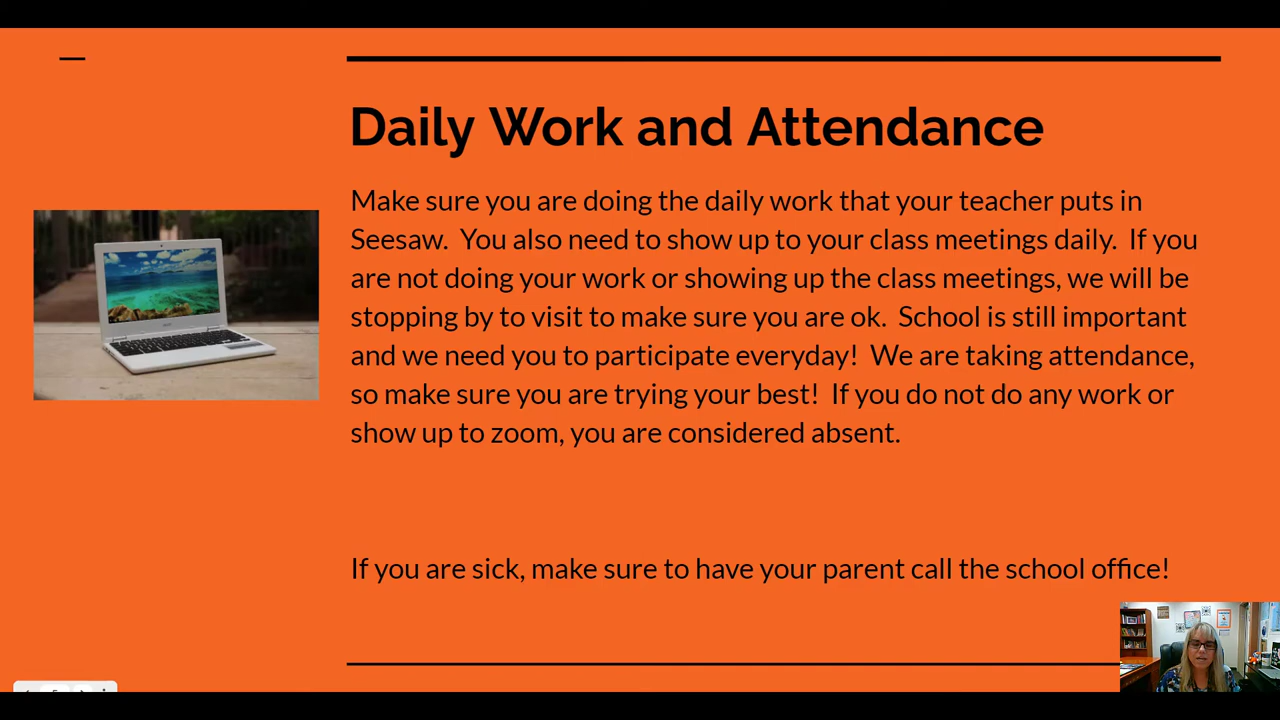 Daily Work and Attendance
Make sure you are doing the daily work that your teacher puts in
Seesaw.  You also need to show up to your class meetings daily.  If you
are not doing your work or showing up the class meetings, we will be
stopping by to visit to make sure you are ok.  School is still important
and we need you to participate everyday!  We are taking attendance,
so make sure you are trying your best!  If you do not do any work or
show up to zoom, you are considered absent.
If you are sick, make sure to have your parent call the school office!